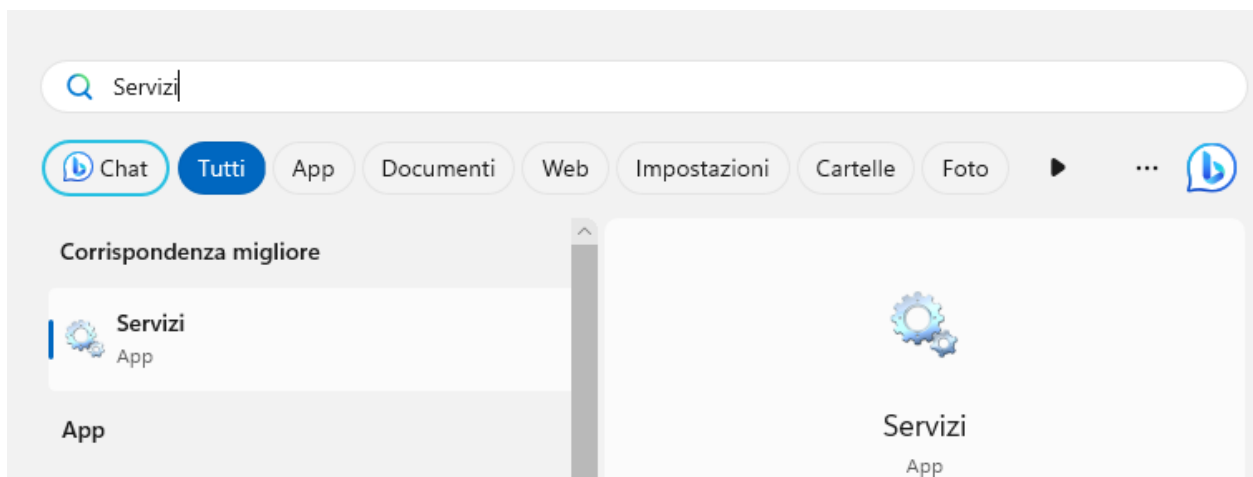 Servizi
Chat Tutti App Documenti Web Impostazioni Cartelle Foto ...
Corrispondenza migliore
Servizi
App
App
Servizi
App